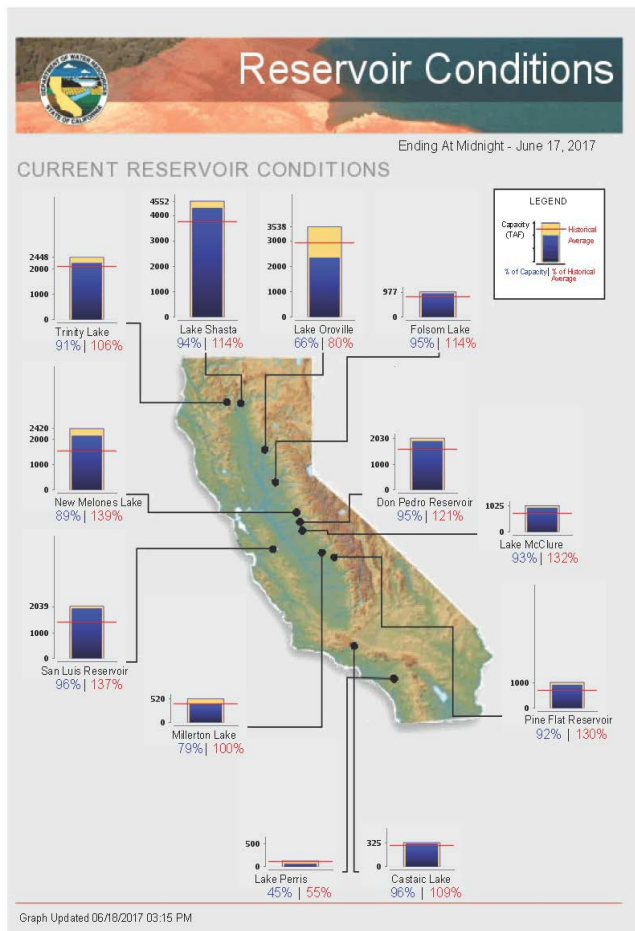 DEPARTMENT OF WATER RESOURCES
STATE OF CALIFORNIA
Reservoir Conditions
Ending At Midnight - June 17, 2017
CURRENT RESERVOIR CONDITIONS
2448
2000
1000
0
Trinity Lake
91% | 106%
4552
4000
3000
2000
1000
0
Lake Shasta
94% | 114%
3538
3000
2000
1000
0
Lake Oroville
66% | 80%
977
0
Folsom Lake
95% | 114%
LEGEND
Capacity
(TAF)
Historical
Average
% of Capacity | % of Historical
Average
2420
2000
1000
0
New Melones Lake
89% | 139%
2030
1000
0
Don Pedro Reservoir
95% | 121%
1025
0
Lake McClure
93% | 132%
2039
1000
0
San Luis Reservoir
96% | 137%
520
0
Millerton Lake
79% | 100%
1000
0
Pine Flat Reservoir
92% | 130%
500
0
Lake Perris
45% | 55%
325
0
Castaic Lake
96% | 109%
Graph Updated 06/18/2017 03:15 PM